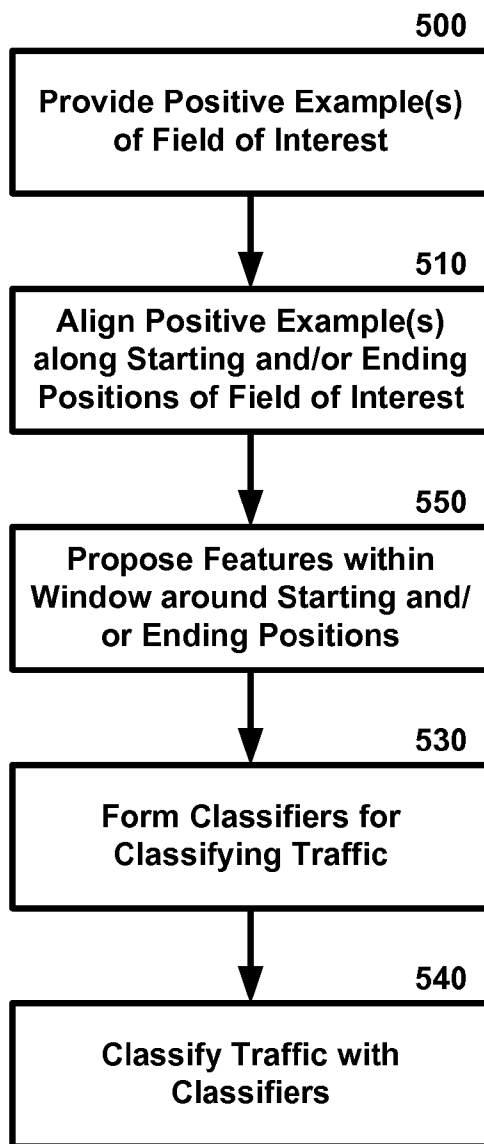 500
Provide Positive Example(s)
of Field of Interest
510
Align Positive Example(s)
along Starting and/or Ending
Positions of Field of Interest
550
Propose Features within
Window around Starting and/
or Ending Positions
530
Form Classifiers for
Classifying Traffic
540
Classify Traffic with
Classifiers